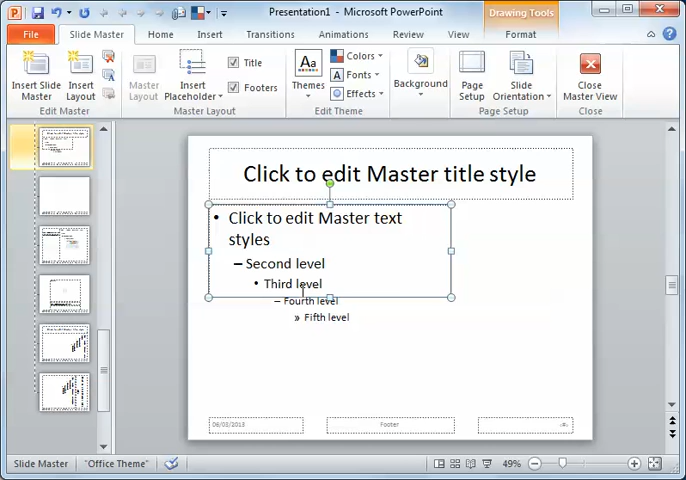 Presentation1 - Microsoft PowerPoint
Drawing Tools
File
Slide Master
Home
Insert
Transitions
Animations
Review
View
Format
Insert Slide Master
Insert Layout
Master Layout
Insert Placeholder
Title
Footers
Themes
Colors
Fonts
Effects
Background
Page Setup
Slide Orientation
Close Master View
Edit Master
Master Layout
Edit Theme
Page Setup
Close
Click to edit Master title style
• Click to edit Master text
styles
– Second level
• Third level
– Fourth level
» Fifth level
06/03/2013
Footer
‹#›
Slide Master
"Office Theme"
49%